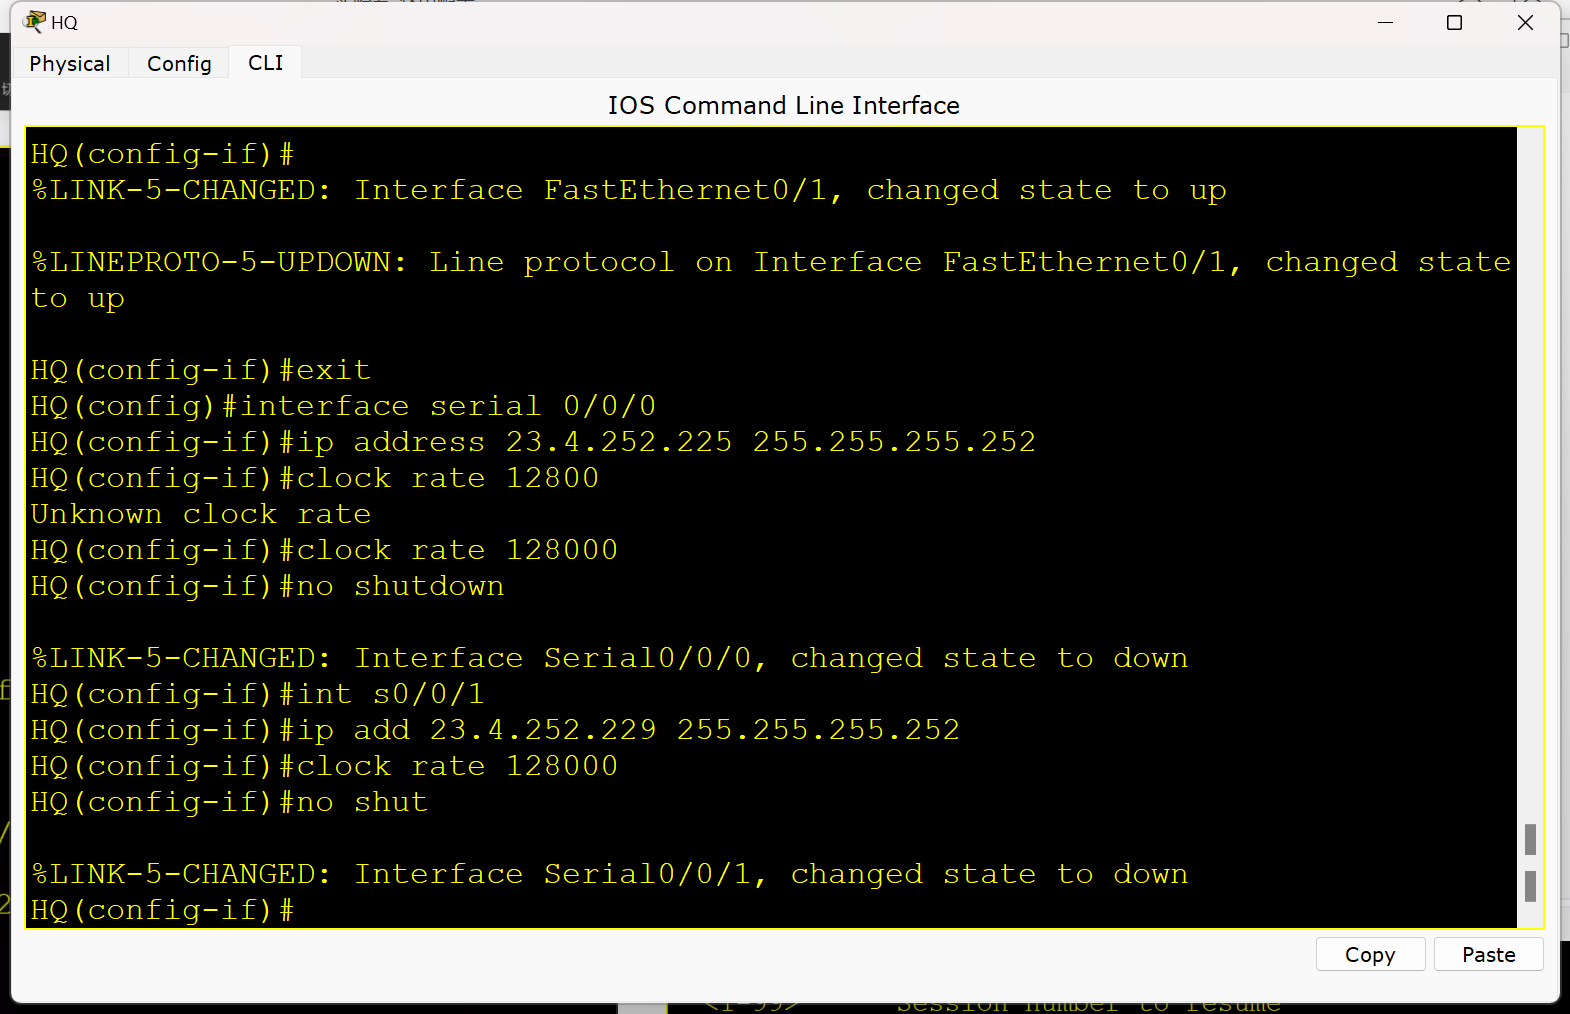 HQ
Physical
Config
CLI
IOS Command Line Interface
HQ(config-if)#
%LINK-5-CHANGED: Interface FastEthernet0/1, changed state to up
%LINEPROTO-5-UPDOWN: Line protocol on Interface FastEthernet0/1, changed state
to up
HQ(config-if)#exit
HQ(config)#interface serial 0/0/0
HQ(config-if)#ip address 23.4.252.225 255.255.255.252
HQ(config-if)#clock rate 12800
Unknown clock rate
HQ(config-if)#clock rate 128000
HQ(config-if)#no shutdown
%LINK-5-CHANGED: Interface Serial0/0/0, changed state to down
HQ(config-if)#int s0/0/1
HQ(config-if)#ip add 23.4.252.229 255.255.255.252
HQ(config-if)#clock rate 128000
HQ(config-if)#no shut
%LINK-5-CHANGED: Interface Serial0/0/1, changed state to down
HQ(config-if)#
Copy
Paste
<1-99> Session number to resume